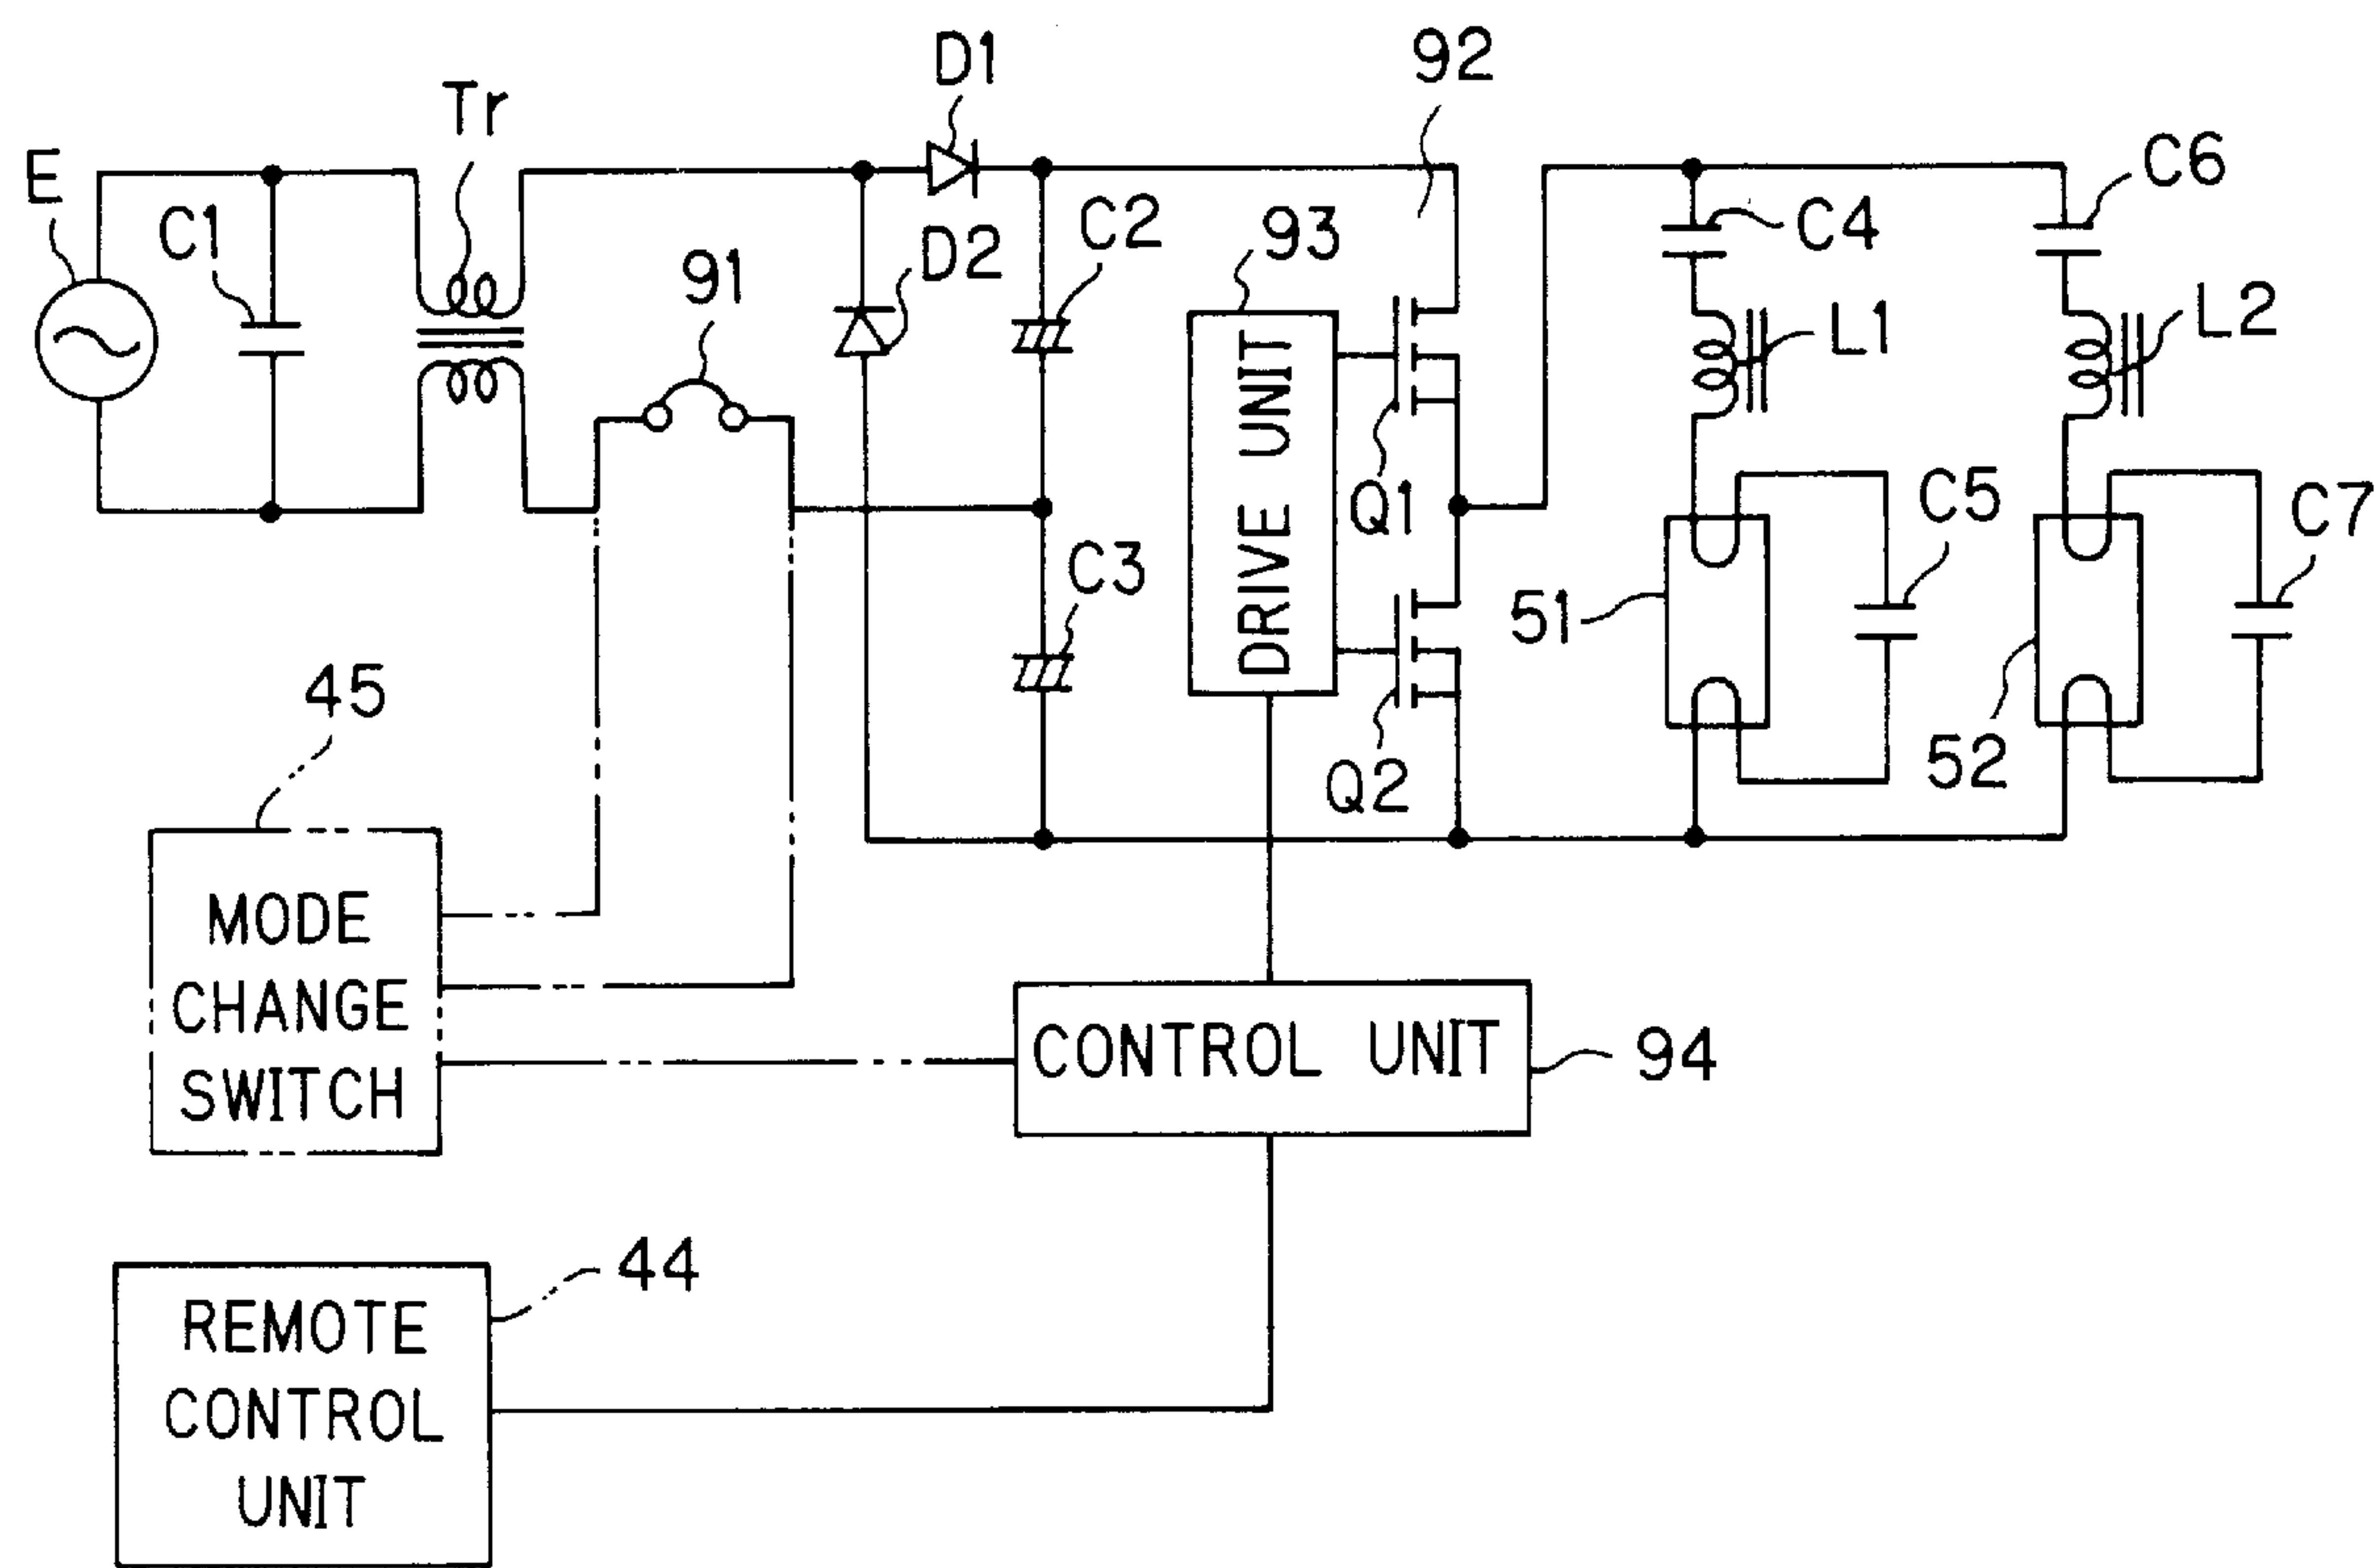 D1
92
Tr
E
C6
C1
C2
93
C4
D2
91
L2
L1
DRIVE UNIT
Q1
C5
C7
C3
51
45
52
Q2
MODE
CHANGE
SWITCH
CONTROL UNIT
94
44
REMOTE
CONTROL
UNIT